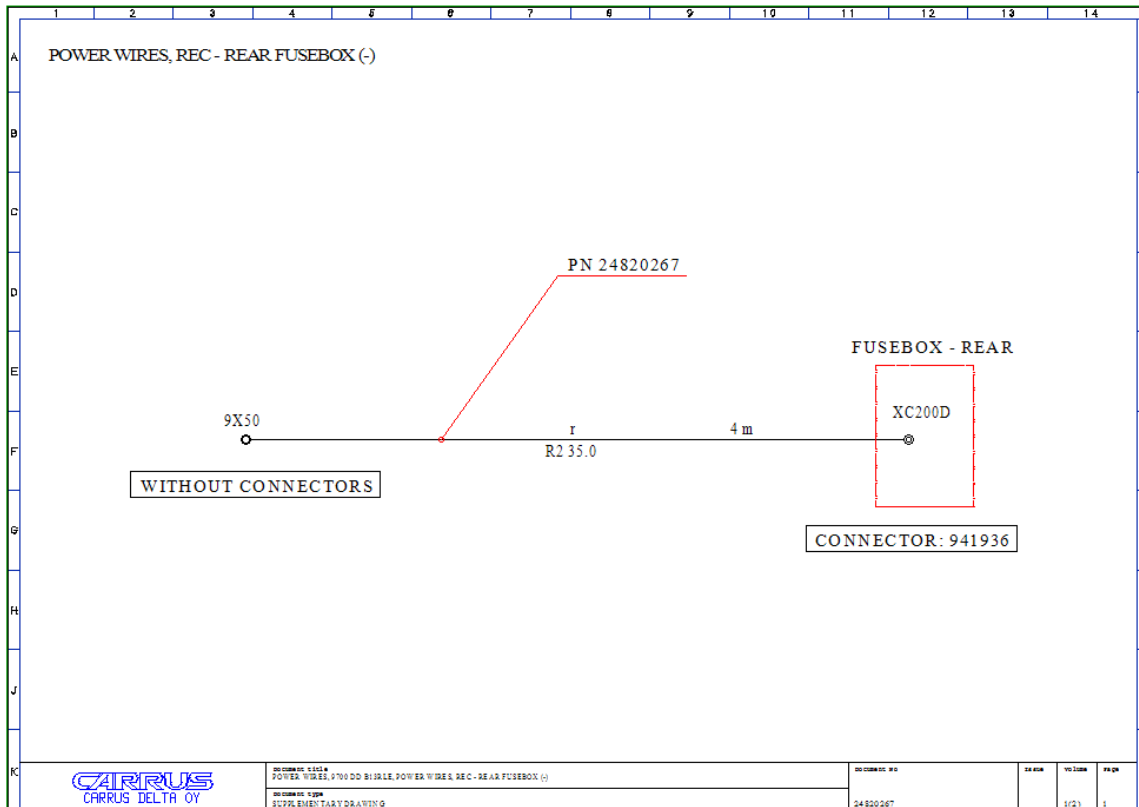 1 2 3 4 5 6 7 8 9 10 11 12 13 14
A
POWER WIRES, REC - REAR FUSEBOX (-)
B
C
PN 24820267
D
FUSEBOX - REAR
E
XC200D
9X50
r
4 m
F
R2 35.0
WITHOUT CONNECTORS
G
CONNECTOR: 941936
H
J
K
CARRUS
CARRUS DELTA OY
document title
POWER WIRES, 9700 DD B13RLE, POWER WIRES, REC - REAR FUSEBOX (-)
document no
issue
volume
page
document type
SUPPLEMENTARY DRAWING
24820267
1(2)
1